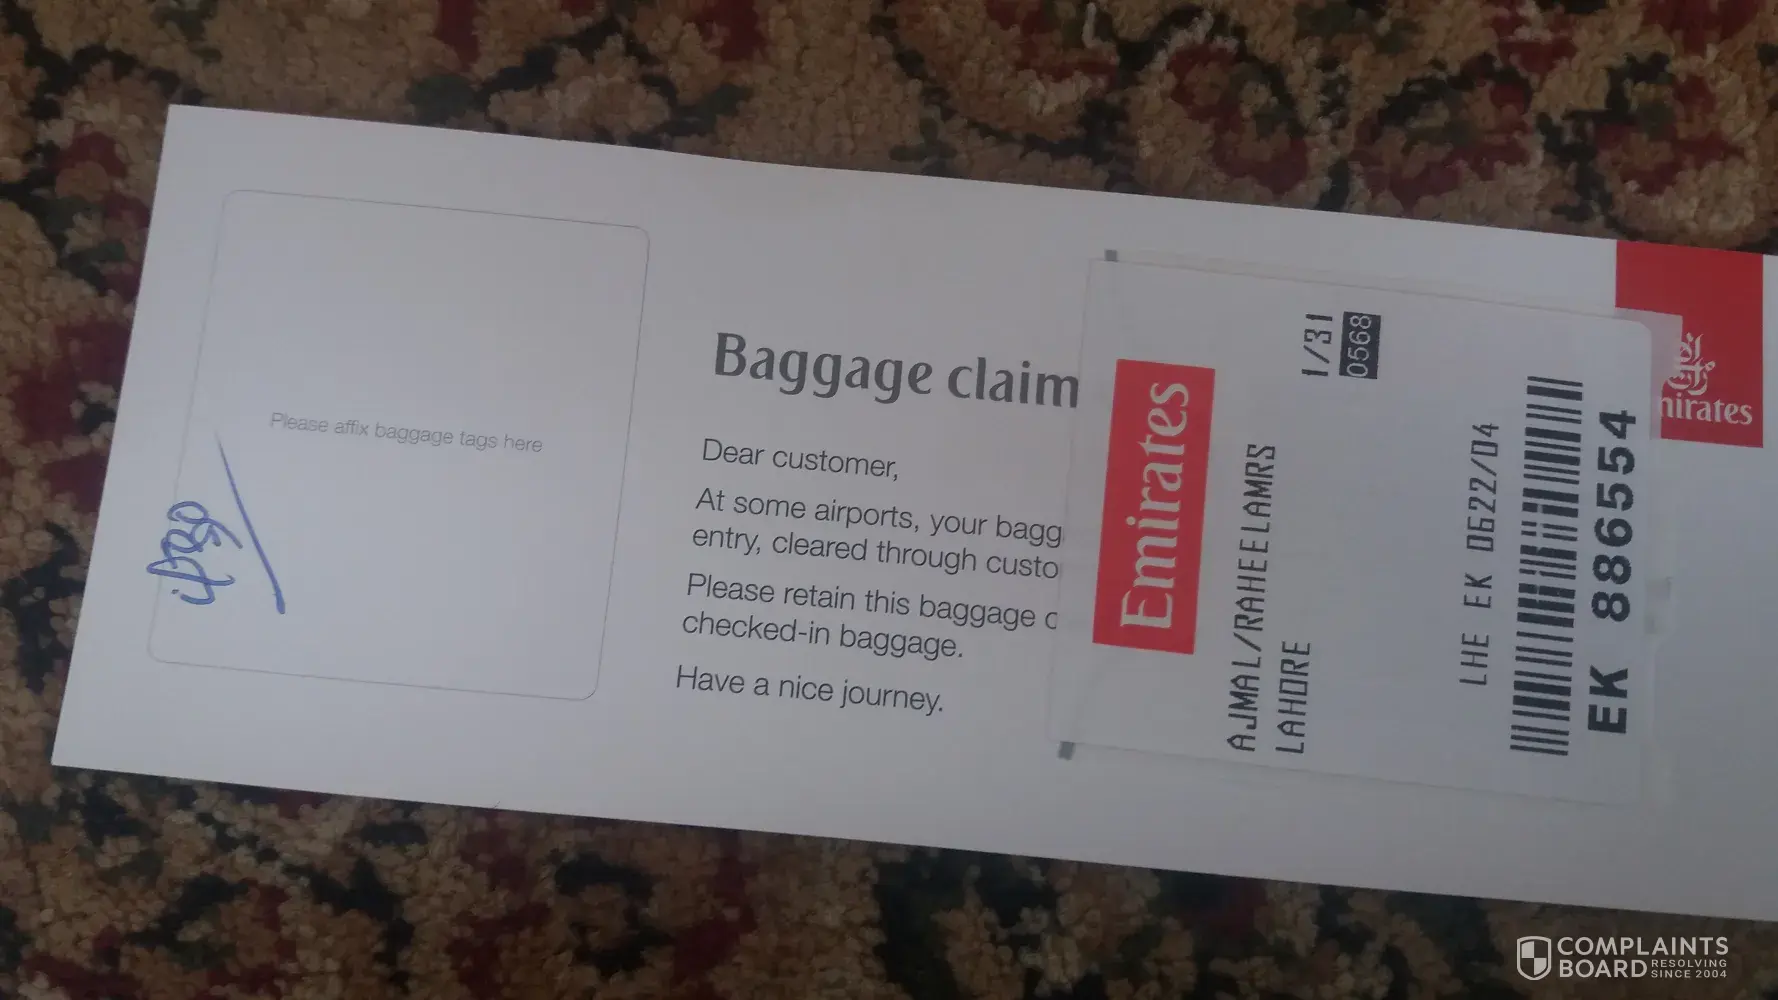 Please affix baggage tags here
Baggage claim
Dear customer,
At some airports, your bagg
entry, cleared through custo
Please retain this baggage c
checked-in baggage.
Have a nice journey.
Emirates
AJMAL/RAHEELAMRS
LAHORE
1/31
0568
LHE EK 0622/04
EK 886554
mirates
COMPLAINTS
BOARD RESOLVING
SINCE 2004